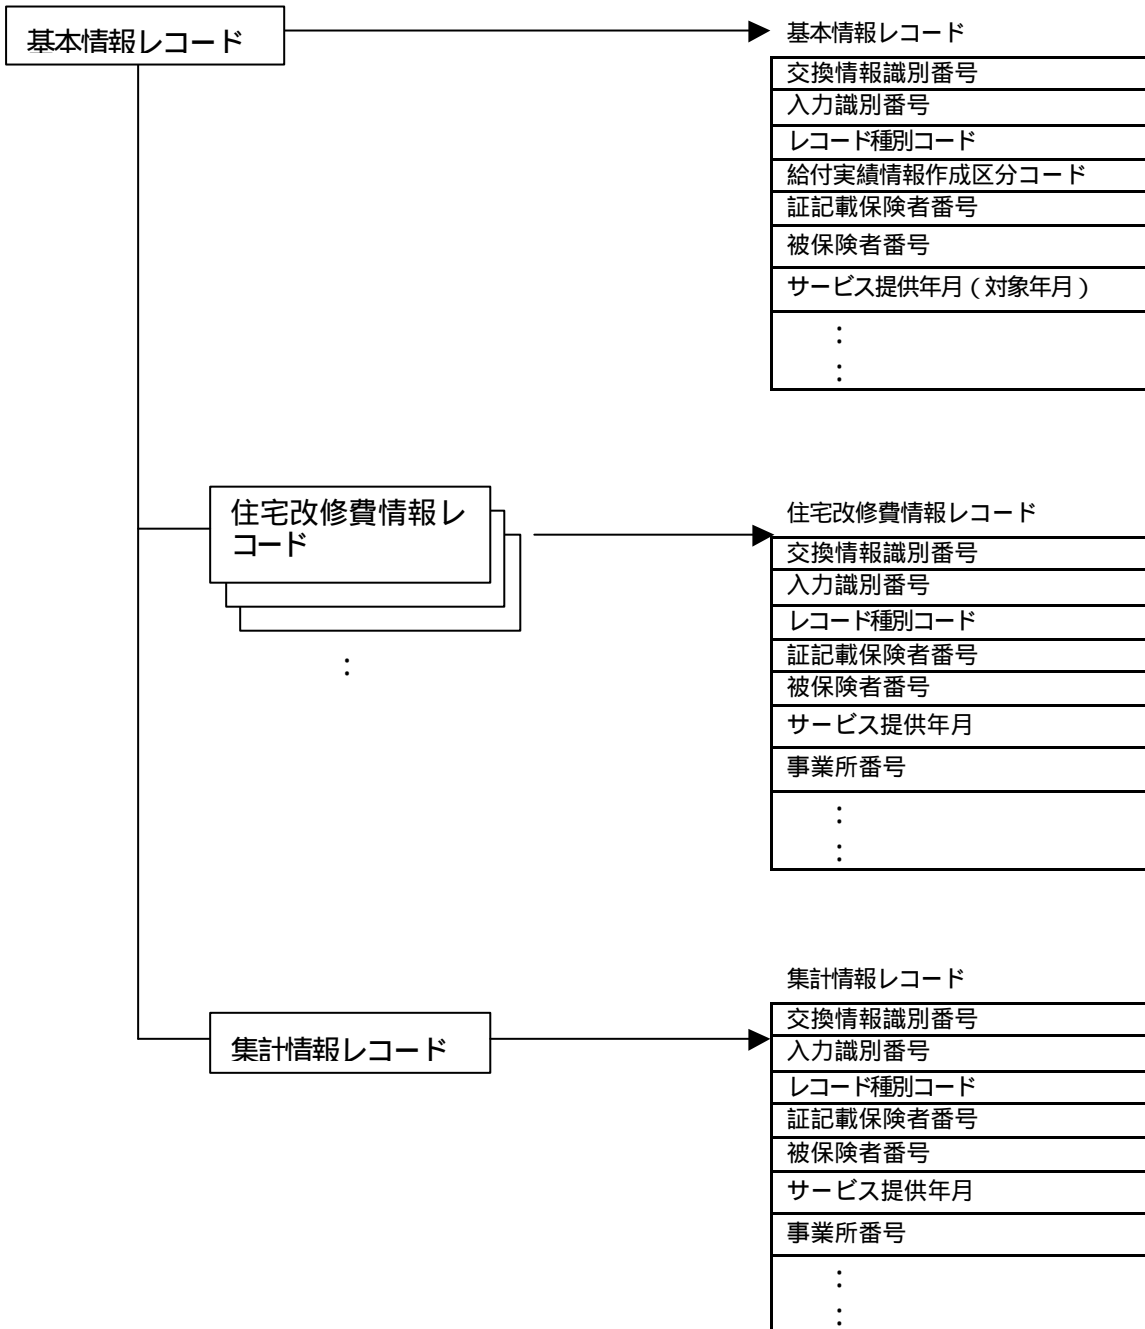 基本情報レコード
基本情報レコード
交換情報識別番号
入力識別番号
レコード種別コード
給付実績情報作成区分コード
証記載保険者番号
被保険者番号
サービス提供年月(対象年月)
:
:
住宅改修費情報レ
コード
:
住宅改修費情報レコード
交換情報識別番号
入力識別番号
レコード種別コード
証記載保険者番号
被保険者番号
サービス提供年月
事業所番号
:
:
集計情報レコード
集計情報レコード
交換情報識別番号
入力識別番号
レコード種別コード
証記載保険者番号
被保険者番号
サービス提供年月
事業所番号
:
: